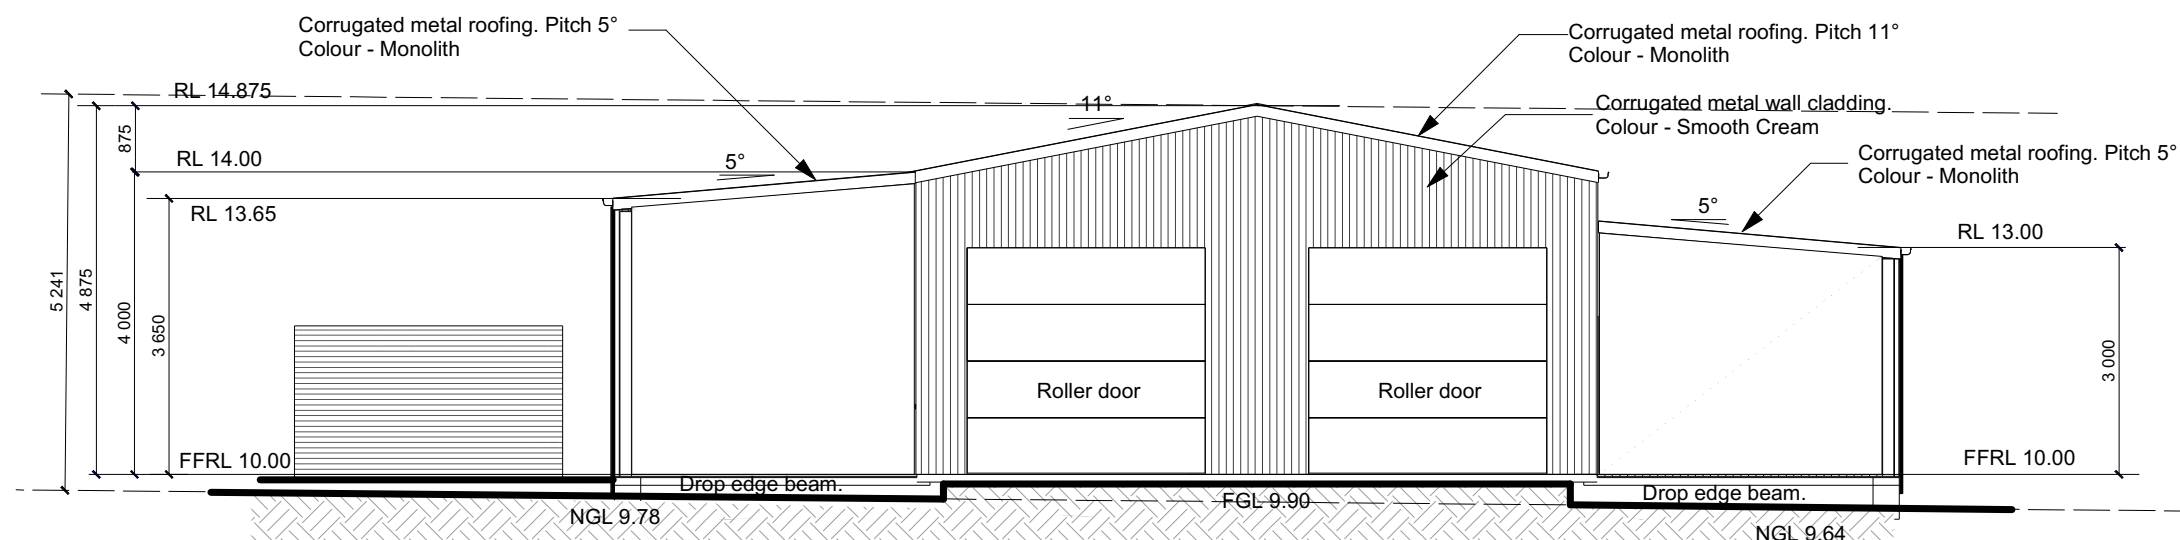 Corrugated metal roofing. Pitch 5°
Colour - Monolith
Corrugated metal roofing. Pitch 11°
Colour - Monolith
RL 14.875
11°
Corrugated metal wall cladding.
Colour - Smooth Cream
875
RL 14.00
5°
Corrugated metal roofing. Pitch 5°
Colour - Monolith
RL 13.65
5°
RL 13.00
5 241
4 875
4 000
3 650
3 000
Roller door
Roller door
FFRL 10.00
FFRL 10.00
Drop edge beam.
Drop edge beam.
FGL 9.90
NGL 9.78
NGL 9.64